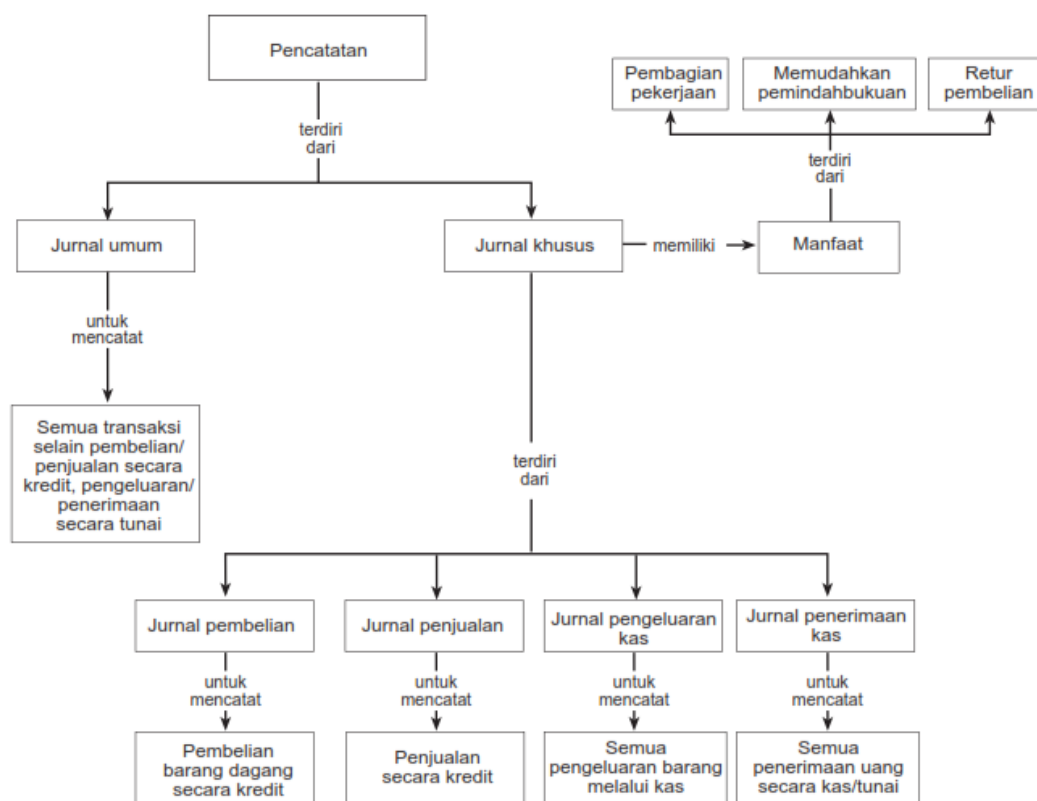 Pencatatan
Pembagian
pekerjaan
Memudahkan
pemindahbukuan
Retur
pembelian
terdiri
dari
terdiri
dari
Jurnal umum
Jurnal khusus
memiliki
Manfaat
untuk
mencatat
Semua transaksi
selain pembelian/
penjualan secara
kredit, pengeluaran/
penerimaan
secara tunai
terdiri
dari
Jurnal pembelian
Jurnal penjualan
Jurnal pengeluaran
kas
Jurnal penerimaan
kas
untuk
mencatat
untuk
mencatat
untuk
mencatat
untuk
mencatat
Pembelian
barang dagang
secara kredit
Penjualan
secara kredit
Semua
pengeluaran barang
melalui kas
Semua
penerimaan uang
secara kas/tunai